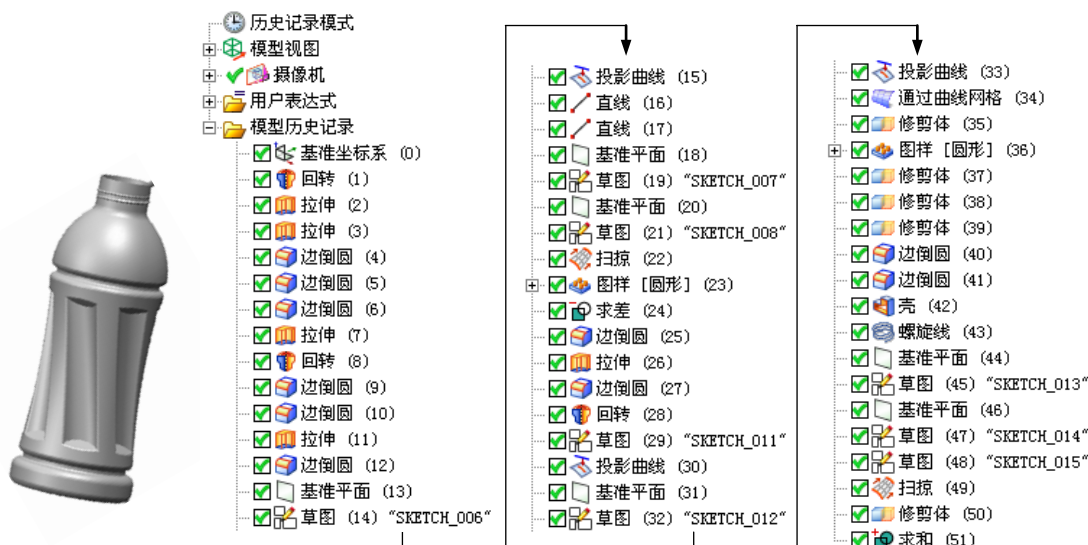 历史记录模式
模型视图
摄像机
用户表达式
模型历史记录
基准坐标系 (0)
回转 (1)
拉伸 (2)
拉伸 (3)
边倒圆 (4)
边倒圆 (5)
边倒圆 (6)
拉伸 (7)
回转 (8)
边倒圆 (9)
边倒圆 (10)
拉伸 (11)
边倒圆 (12)
基准平面 (13)
草图 (14) "SKETCH_006"
投影曲线 (15)
直线 (16)
直线 (17)
基准平面 (18)
草图 (19) "SKETCH_007"
基准平面 (20)
草图 (21) "SKETCH_008"
扫掠 (22)
图样 [圆形] (23)
求差 (24)
边倒圆 (25)
拉伸 (26)
边倒圆 (27)
回转 (28)
草图 (29) "SKETCH_011"
投影曲线 (30)
基准平面 (31)
草图 (32) "SKETCH_012"
投影曲线 (33)
通过曲线网格 (34)
修剪体 (35)
图样 [圆形] (36)
修剪体 (37)
修剪体 (38)
修剪体 (39)
边倒圆 (40)
边倒圆 (41)
壳 (42)
螺旋线 (43)
基准平面 (44)
草图 (45) "SKETCH_013"
基准平面 (46)
草图 (47) "SKETCH_014"
草图 (48) "SKETCH_015"
扫掠 (49)
修剪体 (50)
求和 (51)